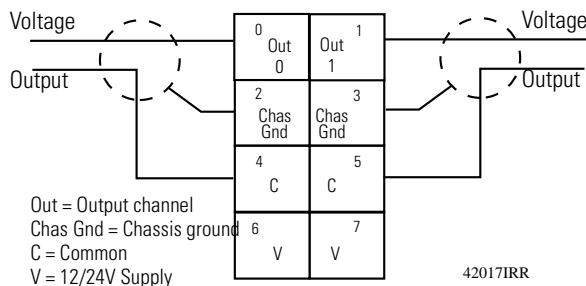 Voltage
Output
0
Out
0
1
Out
1
Voltage
Output
2
Chas
Gnd
3
Chas
Gnd
4
C
5
C
6
V
7
V
Out = Output channel
Chas Gnd = Chassis ground
C = Common
V = 12/24V Supply
42017IRR